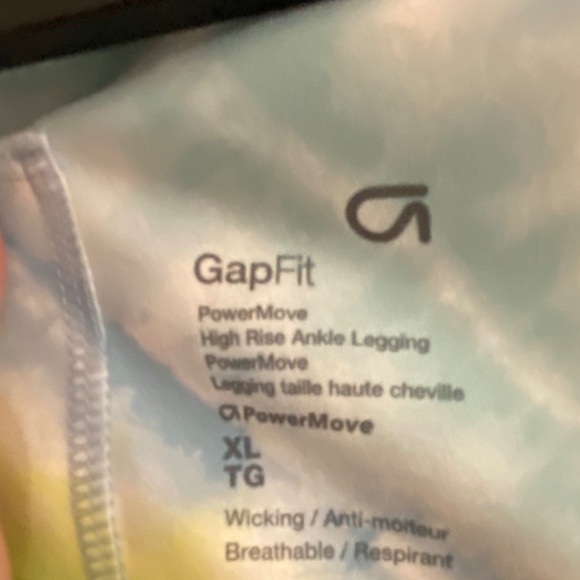 GapFit
PowerMove
High Rise Ankle Legging
PowerMove
Legging taille haute cheville
PowerMove
XL
TG
Wicking / Anti-moiteur
Breathable / Respirant